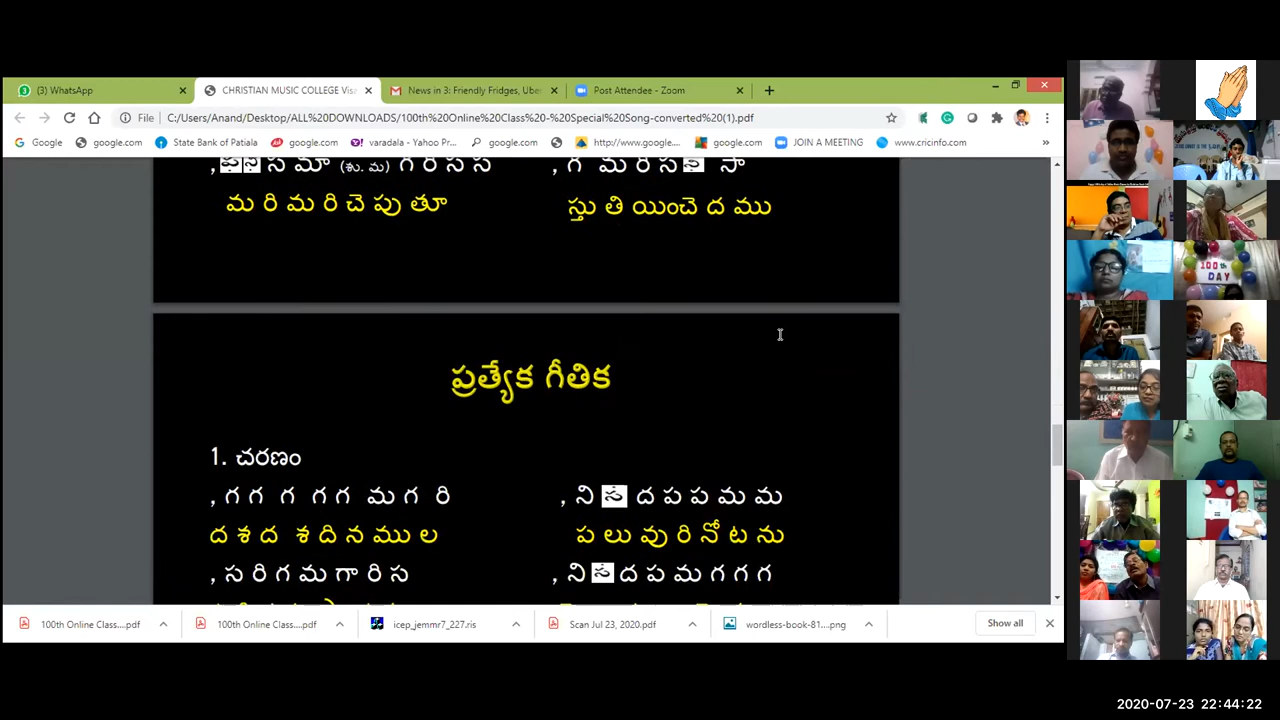 (3) WhatsApp
CHRISTIAN MUSIC COLLEGE Visa
News in 3: Friendly Fridges, Ube
Post Attendee - Zoom
File C:/Users/Anand/Desktop/ALL%20DOWNLOADS/100th%20Online%20Class%20-%20Special%20Song-converted%20(1).pdf
Google google.com State Bank of Patiala google.com varadala - Yahoo Pr... google.com http://www.google.... google.com JOIN A MEETING www.cricinfo.com
స మా (శు. మ) గ రి స స , గ మ రి స ని సా
మ రి మ రి చె పు తూ స్తు తి యించె ద ము
ప్రత్యేక గీతిక
1. చరణం
, గ గ గ గ గ మ గ రి , ని స ద ప ప మ మ
ద శ ద శ ది న ము ల ప లు వు రి నో ట ను
, స రి గ మ గా రి స , ని స ద ప మ గ గ గ
100th Online Class....pdf 100th Online Class....pdf icep_jemmr7_227.ris Scan Jul 23, 2020.pdf wordless-book-81....png Show all
100th
DAY
2020-07-23 22:44:22